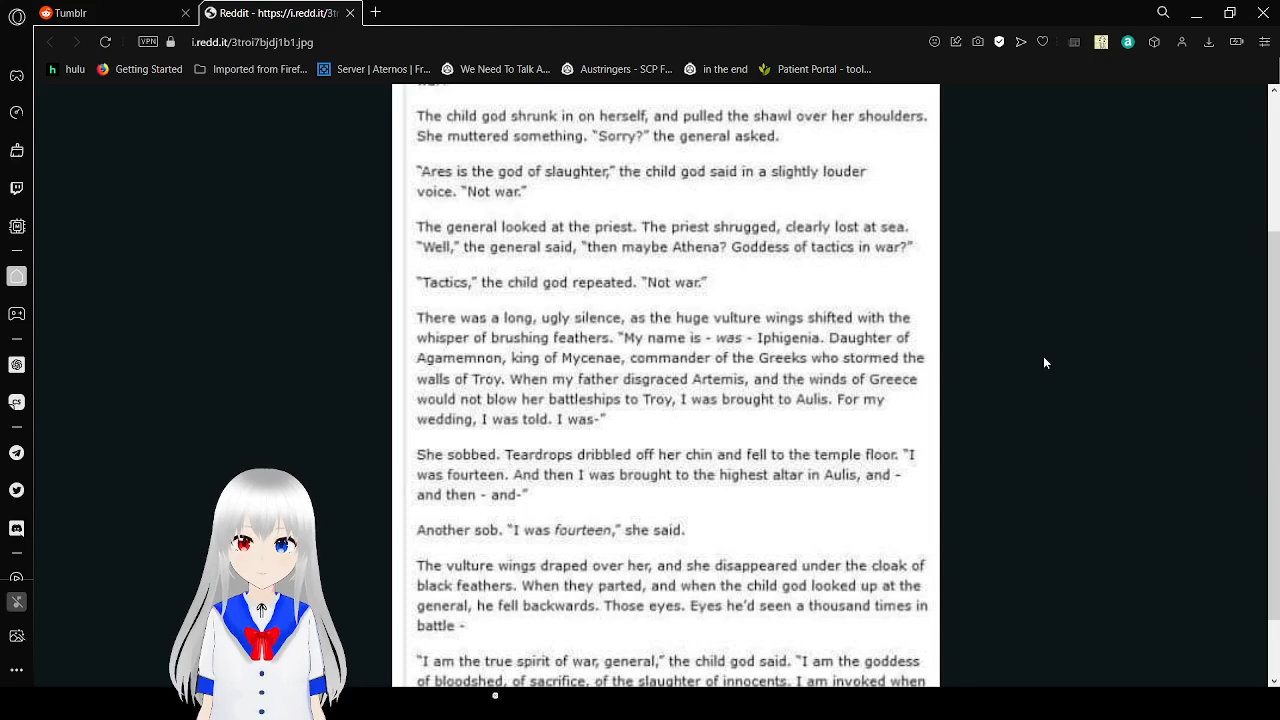 Tumblr
Reddit - https://i.redd.it/3tr
VPN
i.redd.it/3troi7bjdj1b1.jpg
hulu
Getting Started
Imported from Firef...
Server | Aternos | Fr...
We Need To Talk A...
Austringers - SCP F...
in the end
Patient Portal - tool...
The child god shrunk in on herself, and pulled the shawl over her shoulders.
She muttered something. “Sorry?” the general asked.
“Ares is the god of slaughter,” the child god said in a slightly louder
voice. “Not war.”
The general looked at the priest. The priest shrugged, clearly lost at sea.
“Well,” the general said, “then maybe Athena? Goddess of tactics in war?”
“Tactics,” the child god repeated. “Not war.”
There was a long, ugly silence, as the huge vulture wings shifted with the
whisper of brushing feathers. “My name is - was - Iphigenia. Daughter of
Agamemnon, king of Mycenae, commander of the Greeks who stormed the
walls of Troy. When my father disgraced Artemis, and the winds of Greece
would not blow her battleships to Troy, I was brought to Aulis. For my
wedding, I was told. I was-”
She sobbed. Teardrops dribbled off her chin and fell to the temple floor. “I
was fourteen. And then I was brought to the highest altar in Aulis, and -
and then - and-”
Another sob. “I was fourteen,” she said.
The vulture wings draped over her, and she disappeared under the cloak of
black feathers. When they parted, and when the child god looked up at the
general, he fell backwards. Those eyes. Eyes he’d seen a thousand times in
battle -
“I am the true spirit of war, general,” the child god said. “I am the goddess
of bloodshed, of sacrifice, of the slaughter of innocents. I am invoked when